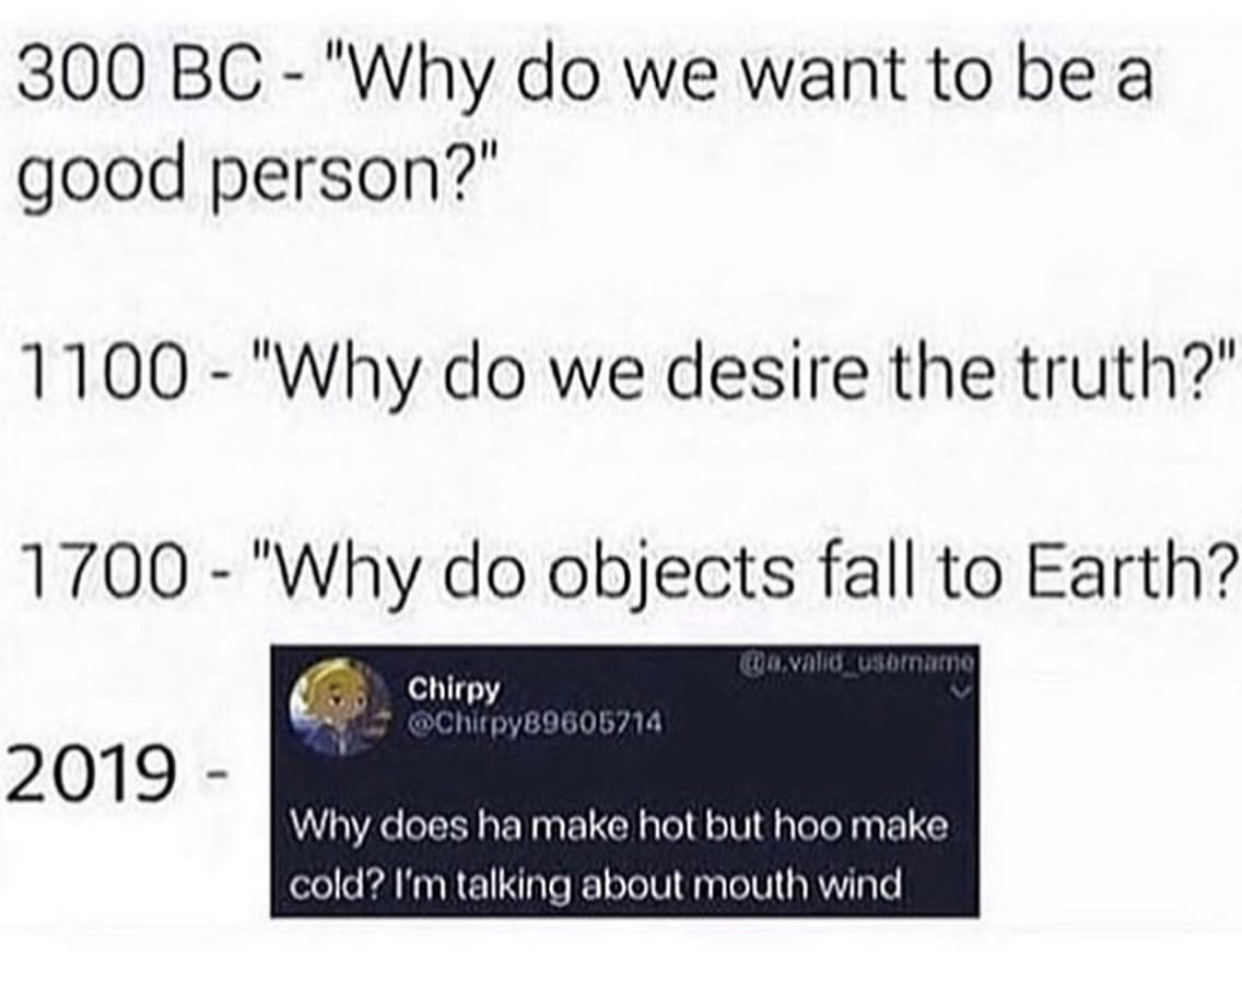 300 BC - "Why do we want to be a
good person?"
1100 - "Why do we desire the truth?"
1700 - "Why do objects fall to Earth?
2019 -
@a.valid_username
Chirpy
@Chirpy89605714
Why does ha make hot but hoo make
cold? I'm talking about mouth wind